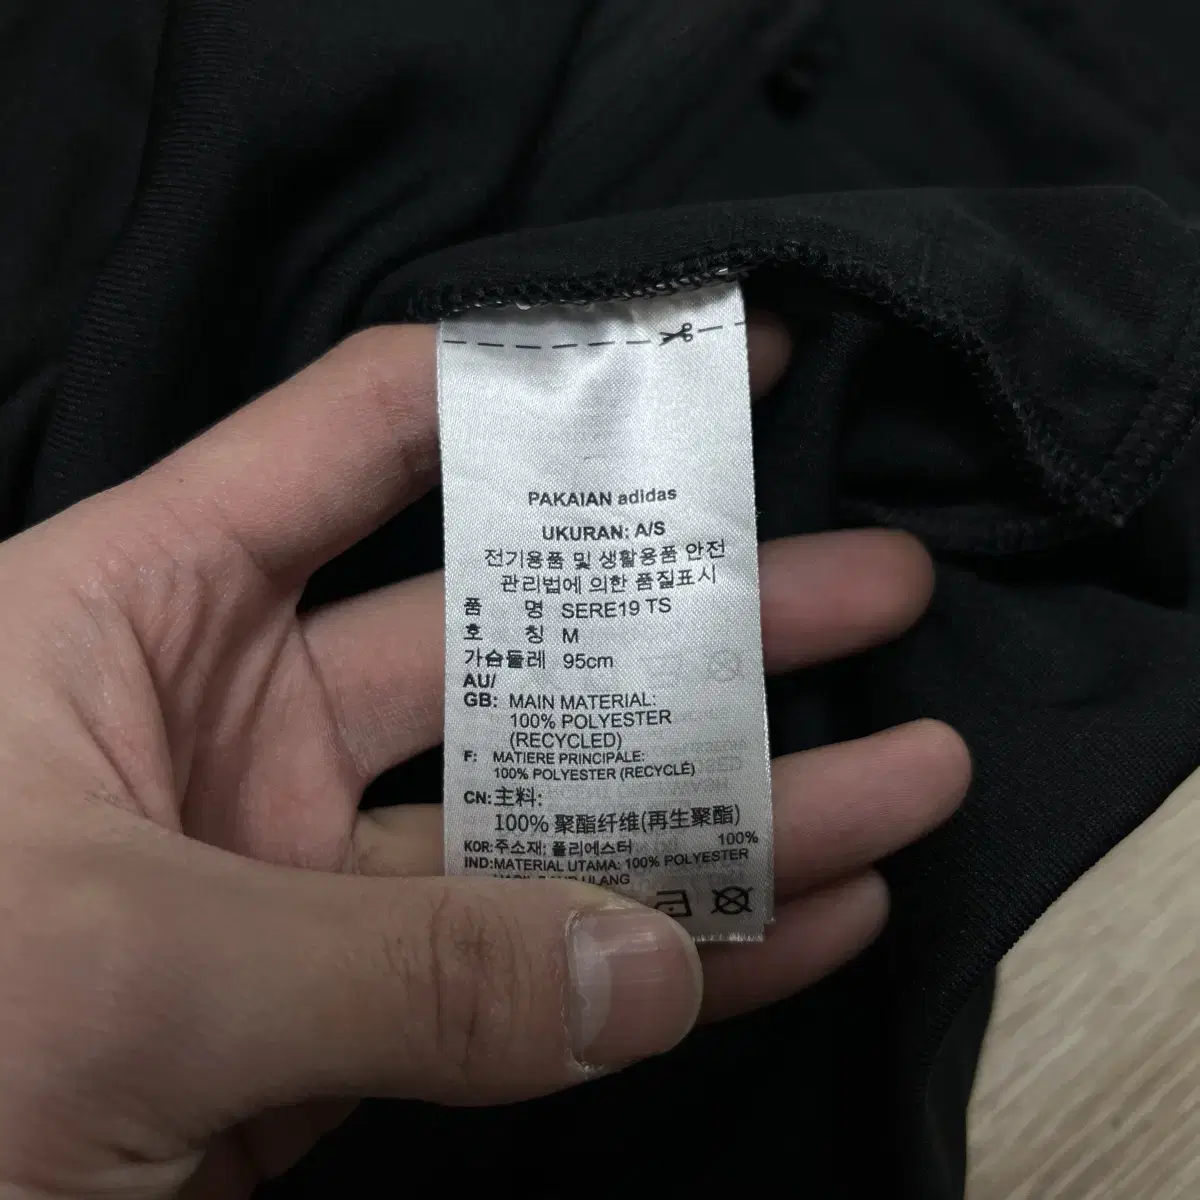 PAKAIAN adidas
UKURAN: A/S
전기용품 및 생활용품 안전
관리법에 의한 품질표시
품 명 SERE19 TS
호 칭 M
가슴둘레 95cm
AU/
GB: MAIN MATERIAL:
100% POLYESTER
(RECYCLED)
F: MATIERE PRINCIPALE:
100% POLYESTER (RECYCLÉ)
CN: 主料:
100% 聚酯纤维(再生聚酯)
KOR: 주소재: 폴리에스터 100%
IND: MATERIAL UTAMA: 100% POLYESTER
ULANG